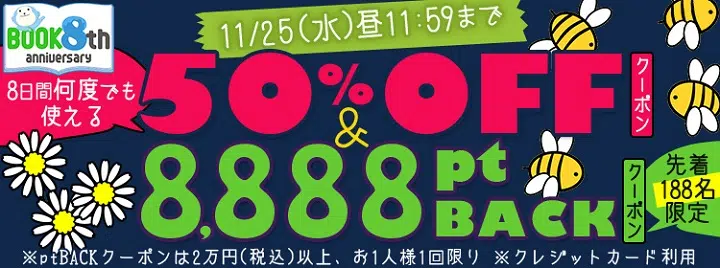 BOOK8th
anniversary
11/25(水)昼11:59まで
8日間何度でも
使える
50%OFF
クーポン
&
8,888pt
BACK
クーポン
先着
188名
限定
※ptBACKクーポンは2万円(税込)以上、お1人様1回限り ※クレジットカード利用